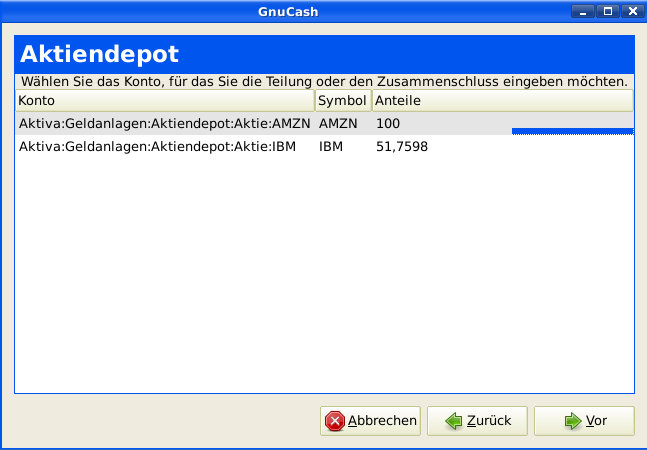 GnuCash
Aktiendepot
Wählen Sie das Konto, für das Sie die Teilung oder den Zusammenschluss eingeben möchten.
Konto Symbol Anteile
Aktiva:Geldanlagen:Aktiendepot:Aktie:AMZN AMZN 100
Aktiva:Geldanlagen:Aktiendepot:Aktie:IBM IBM 51,7598
Abbrechen Zurück Vor